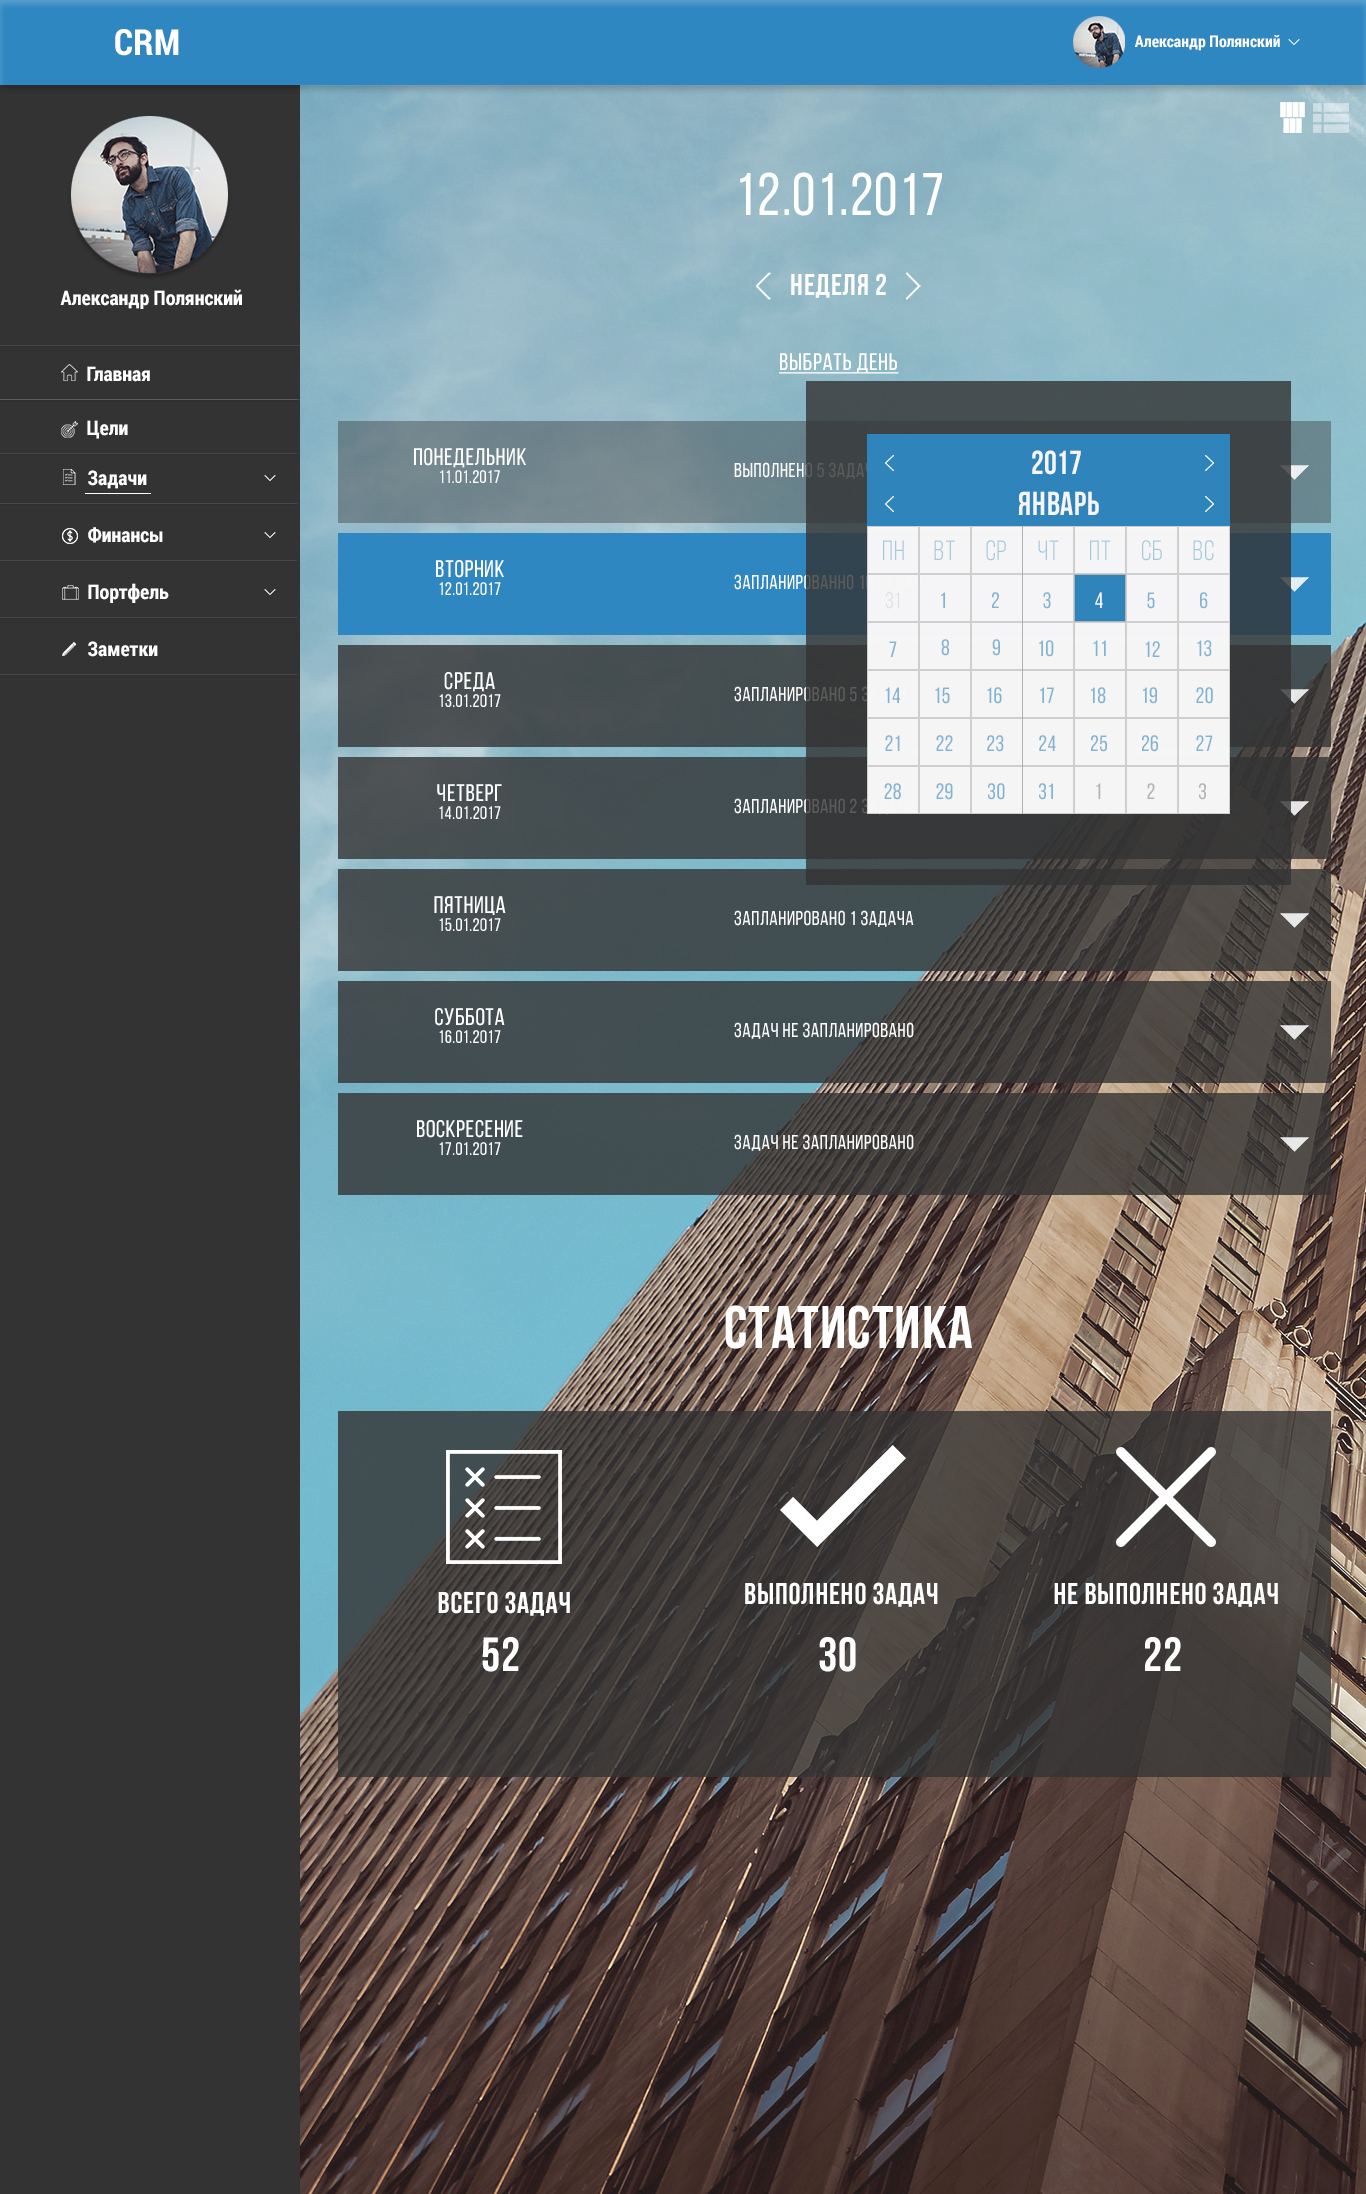 CRM
Александр Полянский
Александр Полянский
Главная
Цели
Задачи
Финансы
Портфель
Заметки
12.01.2017
НЕДЕЛЯ 2
ВЫБРАТЬ ДЕНЬ
ПОНЕДЕЛЬНИК
11.01.2017
ВЫПОЛНЕНО 5
ВТОРНИК
12.01.2017
ЗАПЛАНИРОВАННО
СРЕДА
13.01.2017
ЗАПЛАНИРОВАНО 5
ЧЕТВЕРГ
14.01.2017
ЗАПЛАНИРОВАНО 2
ПЯТНИЦА
15.01.2017
ЗАПЛАНИРОВАНО 1 ЗАДАЧА
СУББОТА
16.01.2017
ЗАДАЧ НЕ ЗАПЛАНИРОВАНО
ВОСКРЕСЕНИЕ
17.01.2017
ЗАДАЧ НЕ ЗАПЛАНИРОВАНО
2017
ЯНВАРЬ
ПН ВТ СР ЧТ ПТ СБ ВС
31 1 2 3 4 5 6
7 8 9 10 11 12 13
14 15 16 17 18 19 20
21 22 23 24 25 26 27
28 29 30 31 1 2 3
СТАТИСТИКА
ВСЕГО ЗАДАЧ
52
ВЫПОЛНЕНО ЗАДАЧ
30
НЕ ВЫПОЛНЕНО ЗАДАЧ
22